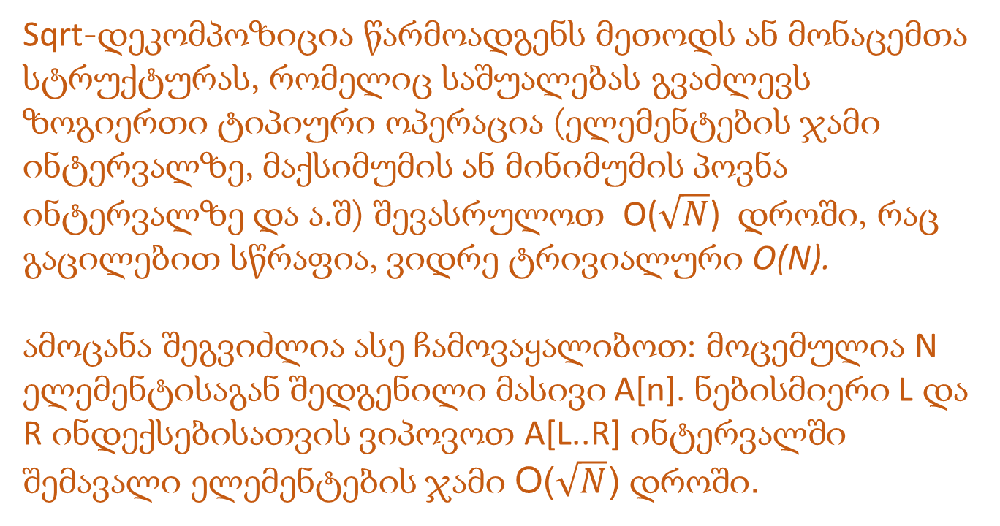 Sqrt-დეკომპოზიცია წარმოადგენს მეთოდს ან მონაცემთა
სტრუქტურას, რომელიც საშუალებას გვაძლევს
ზოგიერთი ტიპიური ოპერაცია (ელემენტების ჯამი
ინტერვალზე, მაქსიმუმის ან მინიმუმის პოვნა
ინტერვალზე და ა.შ) შევასრულოთ O(√N) დროში, რაც
გაცილებით სწრაფია, ვიდრე ტრივიალური O(N).
ამოცანა შეგვიძლია ასე ჩამოვაყალიბოთ: მოცემულია N
ელემენტისაგან შედგენილი მასივი A[n]. ნებისმიერი L და
R ინდექსებისათვის ვიპოვოთ A[L..R] ინტერვალში
შემავალი ელემენტების ჯამი O(√N) დროში.